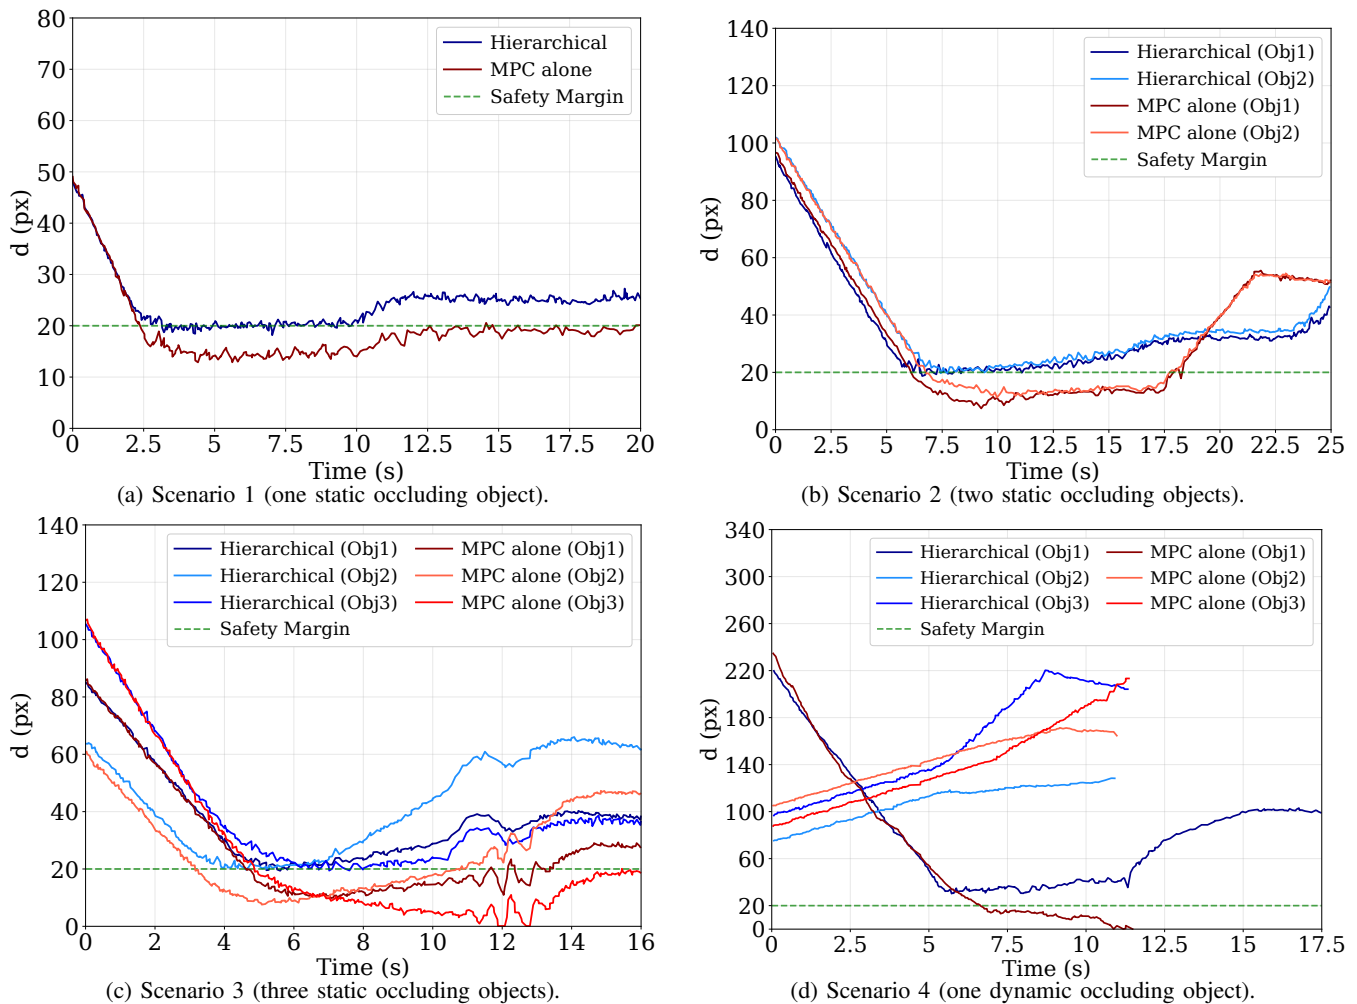 80
70
60
50
40
30
20
10
0
d (px)
Hierarchical
MPC alone
Safety Margin
0 2.5 5 7.5 10 12.5 15 17.5 20
Time (s)
(a) Scenario 1 (one static occluding object).
140
120
100
80
60
40
20
0
d (px)
Hierarchical (Obj1)
Hierarchical (Obj2)
MPC alone (Obj1)
MPC alone (Obj2)
Safety Margin
0 2.5 5 7.5 10 12.5 15 17.5 20 22.5 25
Time (s)
(b) Scenario 2 (two static occluding objects).
140
120
100
80
60
40
20
0
d (px)
Hierarchical (Obj1) MPC alone (Obj1)
Hierarchical (Obj2) MPC alone (Obj2)
Hierarchical (Obj3) MPC alone (Obj3)
Safety Margin
0 2 4 6 8 10 12 14 16
Time (s)
(c) Scenario 3 (three static occluding objects).
340
300
260
220
180
140
100
60
20
0
d (px)
Hierarchical (Obj1) MPC alone (Obj1)
Hierarchical (Obj2) MPC alone (Obj2)
Hierarchical (Obj3) MPC alone (Obj3)
Safety Margin
0 2.5 5 7.5 10 12.5 15 17.5
Time (s)
(d) Scenario 4 (one dynamic occluding object).